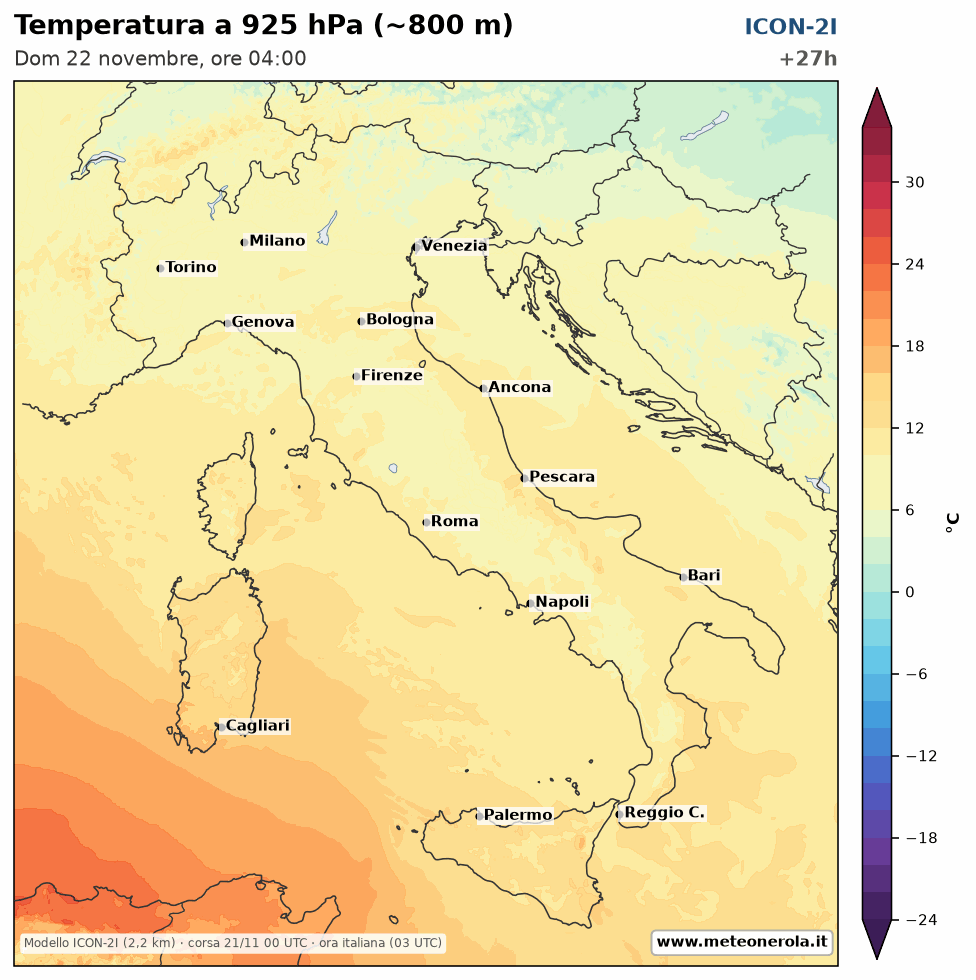 Temperatura a 925 hPa (~800 m)
ICON-2I
Dom 22 novembre, ore 04:00
+27h
30
24
18
12
6
0
−6
−12
−18
−24
°C
Milano
Venezia
Torino
Genova
Bologna
Firenze
Ancona
Pescara
Roma
Bari
Napoli
Cagliari
Palermo
Reggio C.
Modello ICON-2I (2,2 km) · corsa 21/11 00 UTC · ora italiana (03 UTC)
www.meteonerola.it